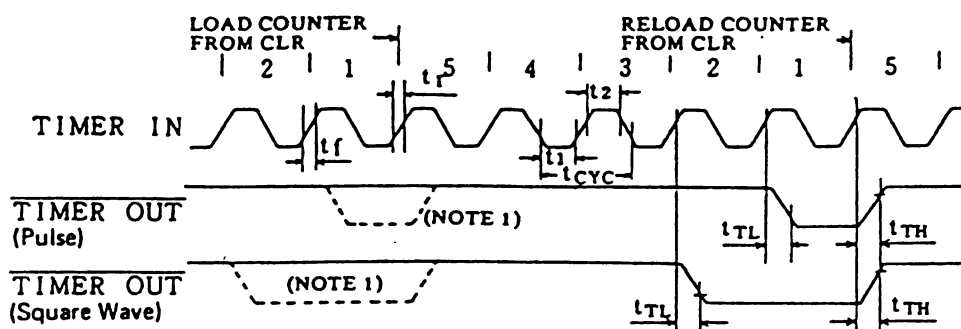 LOAD COUNTER
FROM CLR
RELOAD COUNTER
FROM CLR
2 1 5 4 3 2 1 5
tr
t2
TIMER IN
tf
t1
tCYC
TIMER OUT
(Pulse)
(NOTE 1)
tTL
tTH
TIMER OUT
(Square Wave)
(NOTE 1)
tTL
tTH